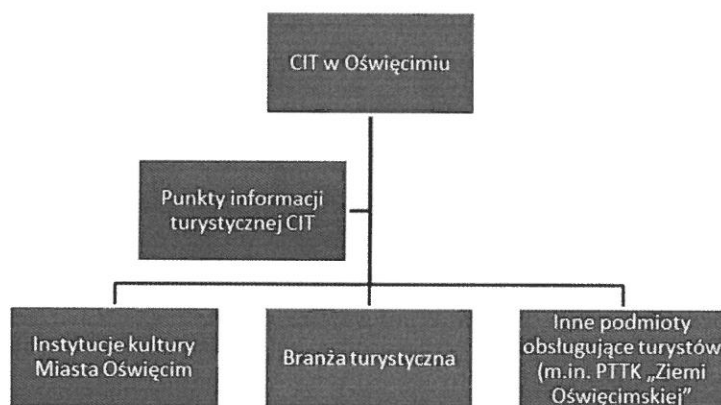 CIT w Oświęcimiu
Punkty informacji
turystycznej CIT
Instytucje kultury
Miasta Oświęcim
Branża turystyczna
Inne podmioty
obsługujące turystów
(m.in. PTTK „Ziemi
Oświęcimskiej”